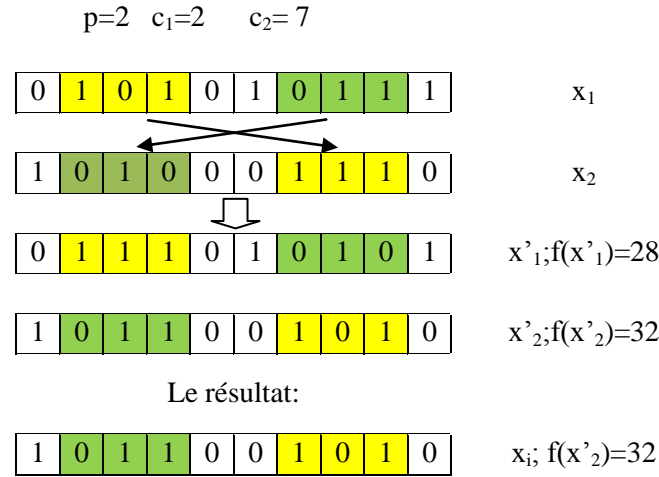 p=2 c₁=2 c₂= 7
0 1 0 1 0 1 0 1 1 1 x₁
1 0 1 0 0 0 1 1 1 0 x₂
0 1 1 1 0 1 0 1 0 1 x’₁;f(x’₁)=28
1 0 1 1 0 0 1 0 1 0 x’₂;f(x’₂)=32
Le résultat:
1 0 1 1 0 0 1 0 1 0 xᵢ; f(x’₂)=32